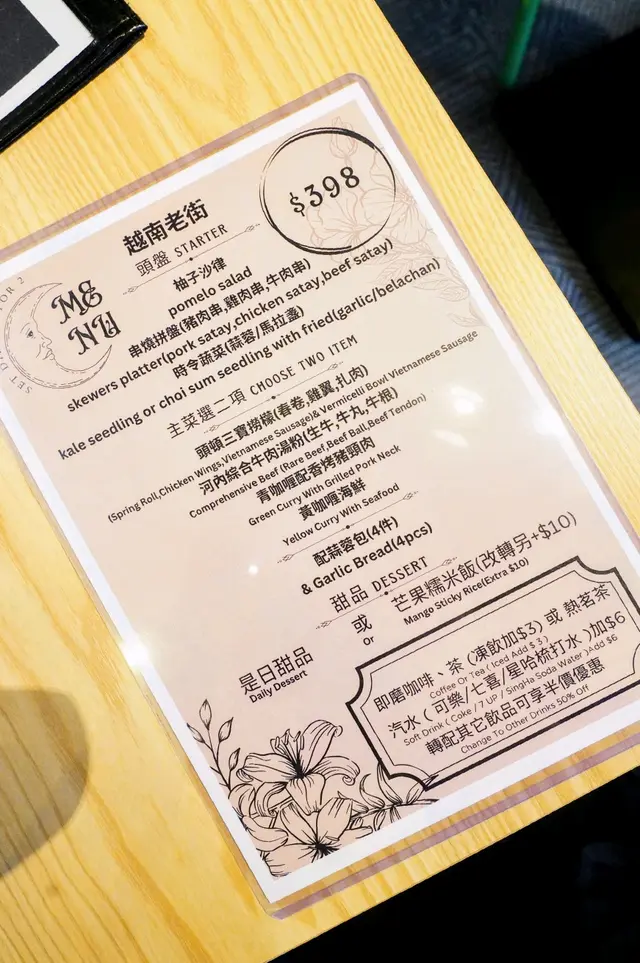 $398
越南老街
頭盤 STARTER
柚子沙律
pomelo salad
串燒拼盤(豬肉串,雞肉串,牛肉串)
skewers platter(pork satay,chicken satay,beef satay)
時令蔬菜(蒜蓉/馬拉盞)
kale seedling or choi sum seedling with fried(garlic/belachan)
MENU
主菜選二項 CHOOSE TWO ITEM
頭頓三寶撈檬(春卷,雞翼,扎肉)
(Spring Roll,Chicken Wings,Vietnamese Sausage)& Vermicelli Bowl Vietnamese Sausage
河內綜合牛肉湯粉(生牛,牛丸,牛根)
Comprehensive Beef (Rare Beef,Beef Ball,Beef Tendon)
青咖喱配香烤豬頸肉
Green Curry With Grilled Pork Neck
黃咖喱海鮮
Yellow Curry With Seafood
配蒜蓉包(4件)
& Garlic Bread(4pcs)
甜品 DESSERT
是日甜品 或 芒果糯米飯(改轉另+$10)
Daily Dessert Or Mango Sticky Rice(Extra $10)
即磨咖啡、茶 (凍飲加$3) 或 熱茗茶
Coffee Or Tea ( Iced Add $ 3 )
汽水 ( 可樂/七喜/星哈梳打水 )加$6
Soft Drink ( Coke / 7 UP / SingHa Soda Water )Add $6
轉配其它飲品可享半價優惠
Change To Other Drinks 50% Off